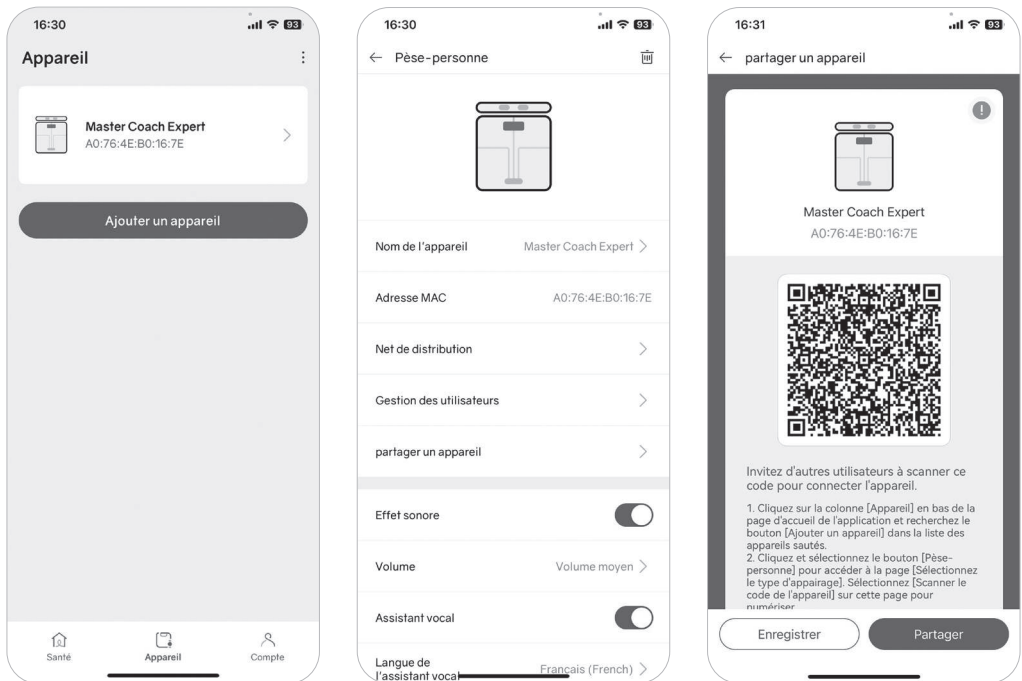 16:30
93
Appareil
Master Coach Expert
A0:76:4E:B0:16:7E
Ajouter un appareil
Santé
Appareil
Compte
16:30
93
Pèse-personne
Nom de l'appareil
Master Coach Expert
Adresse MAC
A0:76:4E:B0:16:7E
Net de distribution
Gestion des utilisateurs
partager un appareil
Effet sonore
Volume
Volume moyen
Assistant vocal
Langue de
l'assistant vocal
Français (French)
16:31
93
partager un appareil
Master Coach Expert
A0:76:4E:B0:16:7E
Invitez d'autres utilisateurs à scanner ce
code pour connecter l'appareil.
1. Cliquez sur la colonne [Appareil] en bas de la
page d'accueil de l'application et recherchez le
bouton [Ajouter un appareil] dans la liste des
appareils sautés.
2. Cliquez et sélectionnez le bouton [Pèse-
personne] pour accéder à la page [Sélectionnez
le type d'appairage]. Sélectionnez [Scanner le
code de l'appareil] sur cette page pour
numériser
Enregistrer
Partager